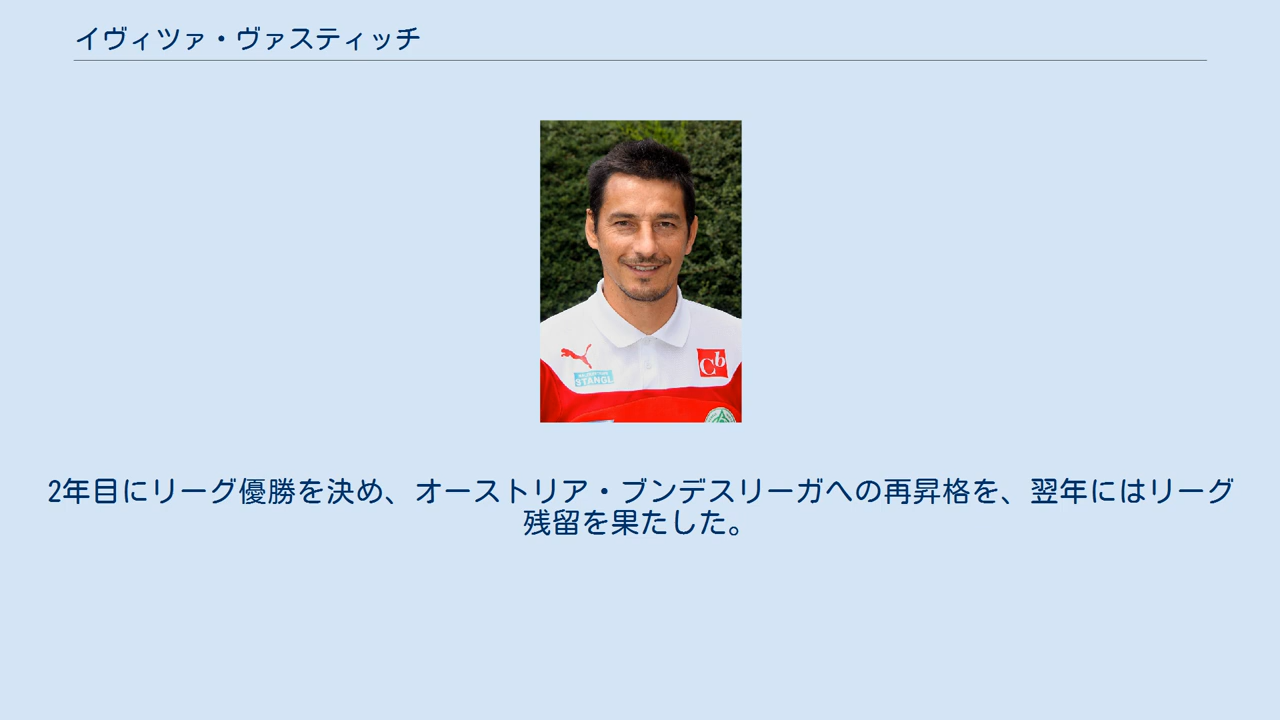 イヴィツァ・ヴァスティッチ
Cb
STANGL
2年目にリーグ優勝を決め、オーストリア・ブンデスリーガへの再昇格を、翌年にはリーグ
残留を果たした。